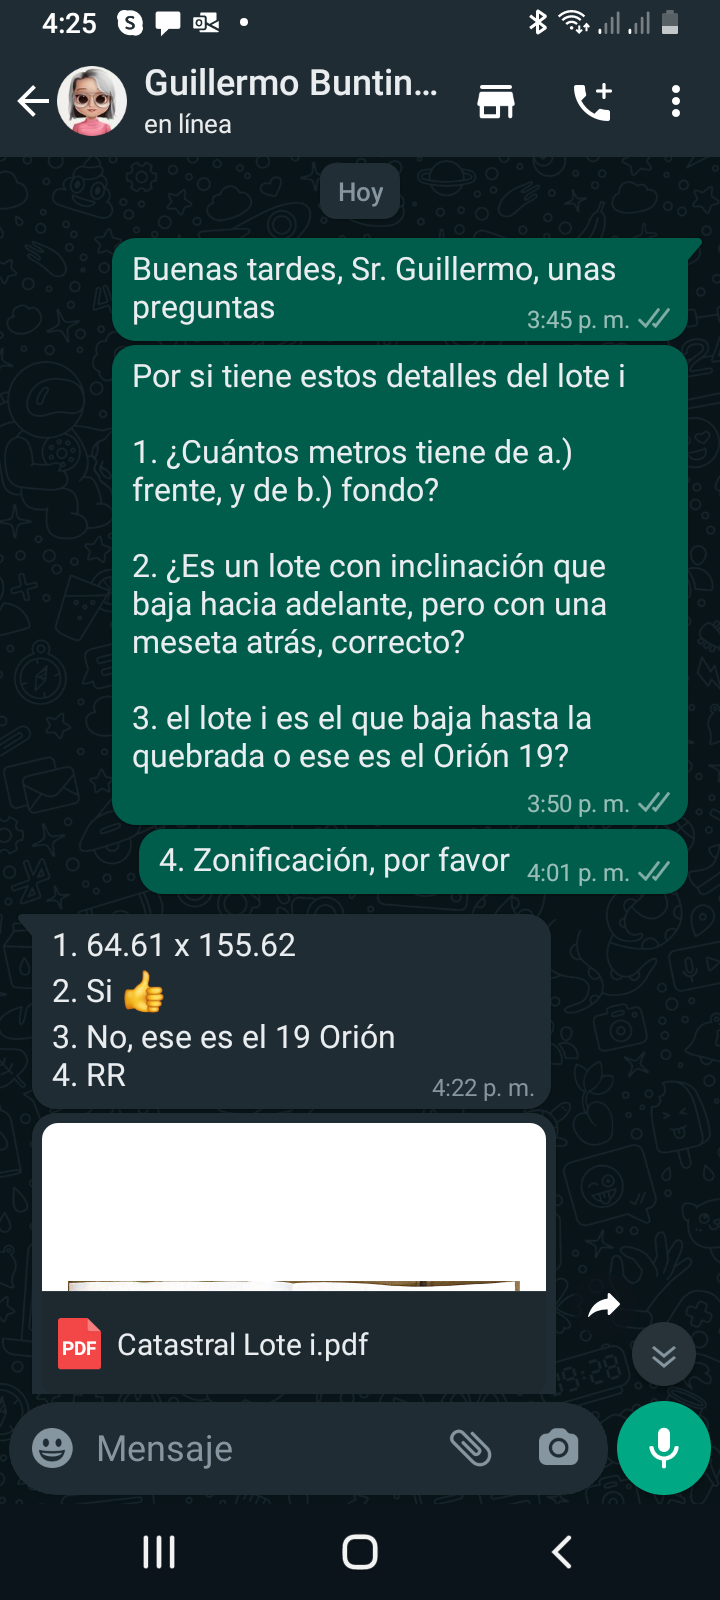 4:25
Guillermo Buntin...
en línea
Hoy
Buenas tardes, Sr. Guillermo, unas
preguntas
3:45 p. m.
Por si tiene estos detalles del lote i
1. ¿Cuántos metros tiene de a.)
frente, y de b.) fondo?
2. ¿Es un lote con inclinación que
baja hacia adelante, pero con una
meseta atrás, correcto?
3. el lote i es el que baja hasta la
quebrada o ese es el Orión 19?
3:50 p. m.
4. Zonificación, por favor 4:01 p. m.
1. 64.61 x 155.62
2. Si 👍
3. No, ese es el 19 Orión
4. RR
4:22 p. m.
PDF Catastral Lote i.pdf
Mensaje